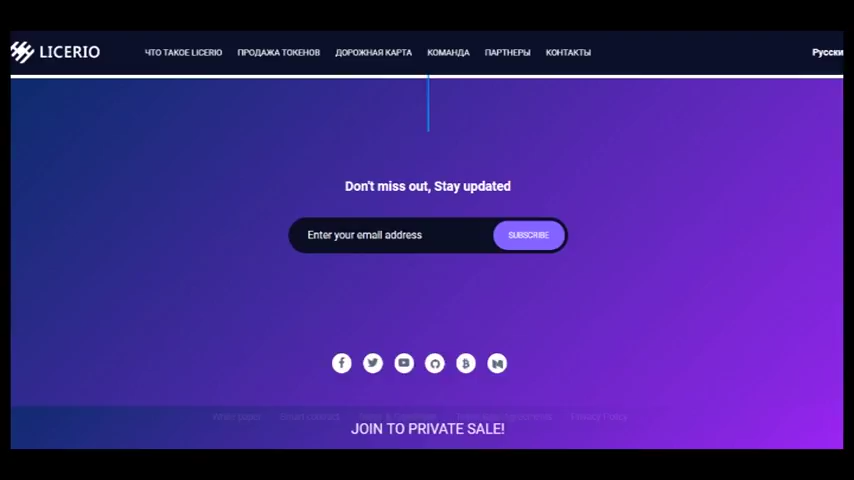 LICERIO ЧТО ТАКОЕ LICERIO ПРОДАЖА ТОКЕНОВ ДОРОЖНАЯ КАРТА КОМАНДА ПАРТНЕРЫ КОНТАКТЫ Русски
Don't miss out, Stay updated
Enter your email address SUBSCRIBE
White paper Smart contract Privacy Policy
JOIN TO PRIVATE SALE!